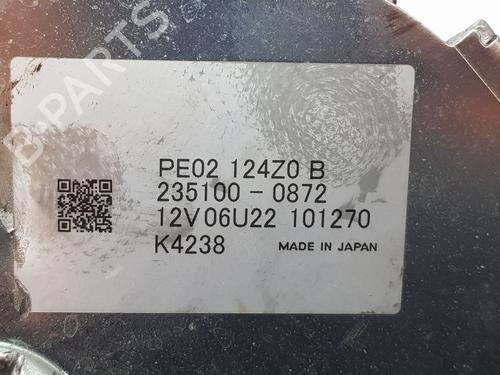 PE02 124Z0 B
235100-0872
12V 06U22 101270
K4238 MADE IN JAPAN
B-PARTS